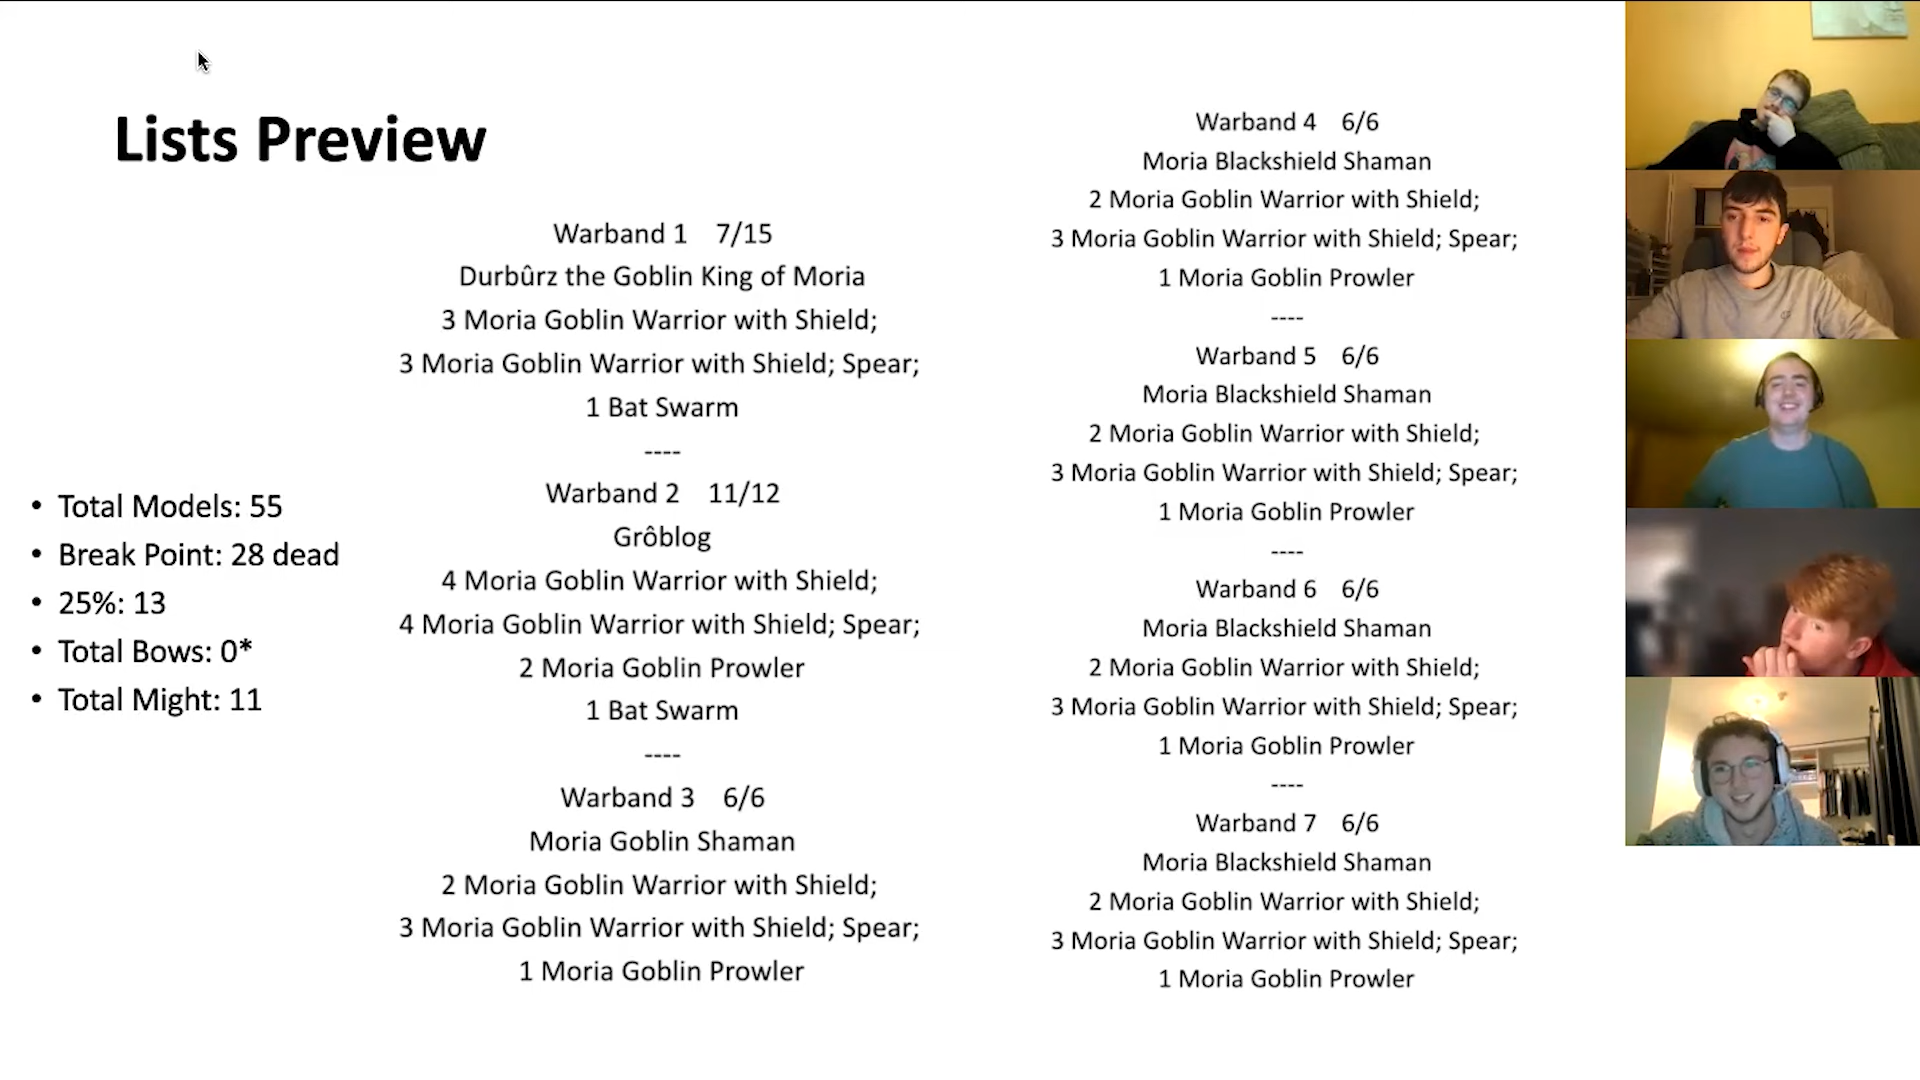 Lists Preview
• Total Models: 55
• Break Point: 28 dead
• 25%: 13
• Total Bows: 0*
• Total Might: 11
Warband 1 7/15
Durbûrz the Goblin King of Moria
3 Moria Goblin Warrior with Shield;
3 Moria Goblin Warrior with Shield; Spear;
1 Bat Swarm
----
Warband 2 11/12
Grôblog
4 Moria Goblin Warrior with Shield;
4 Moria Goblin Warrior with Shield; Spear;
2 Moria Goblin Prowler
1 Bat Swarm
----
Warband 3 6/6
Moria Goblin Shaman
2 Moria Goblin Warrior with Shield;
3 Moria Goblin Warrior with Shield; Spear;
1 Moria Goblin Prowler
Warband 4 6/6
Moria Blackshield Shaman
2 Moria Goblin Warrior with Shield;
3 Moria Goblin Warrior with Shield; Spear;
1 Moria Goblin Prowler
----
Warband 5 6/6
Moria Blackshield Shaman
2 Moria Goblin Warrior with Shield;
3 Moria Goblin Warrior with Shield; Spear;
1 Moria Goblin Prowler
----
Warband 6 6/6
Moria Blackshield Shaman
2 Moria Goblin Warrior with Shield;
3 Moria Goblin Warrior with Shield; Spear;
1 Moria Goblin Prowler
----
Warband 7 6/6
Moria Blackshield Shaman
2 Moria Goblin Warrior with Shield;
3 Moria Goblin Warrior with Shield; Spear;
1 Moria Goblin Prowler